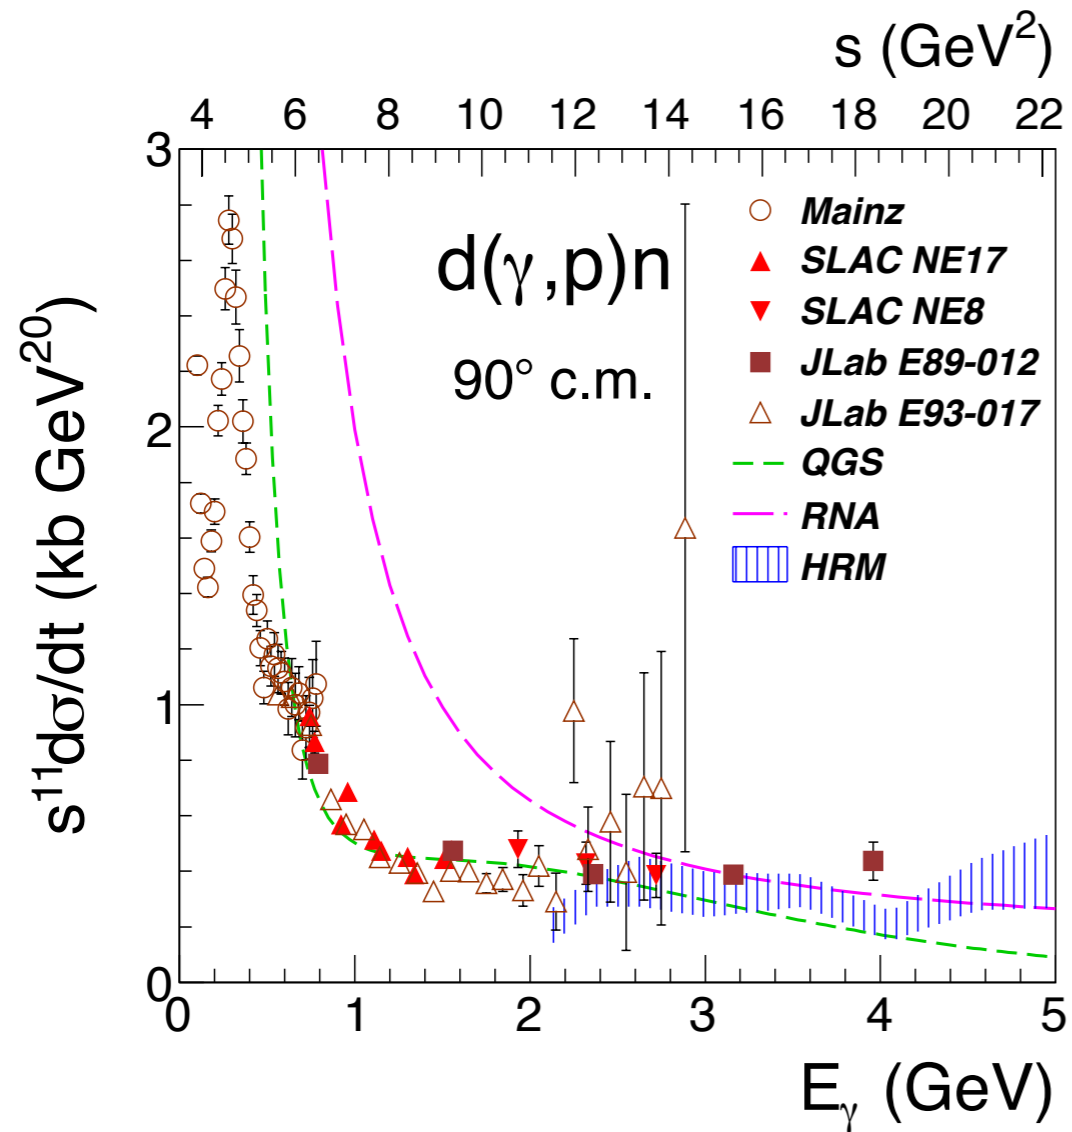 s (GeV²)
4 6 8 10 12 14 16 18 20 22
3
2
1
0
s¹¹dσ/dt (kb GeV²⁰)
d(γ,p)n
90° c.m.
Mainz
SLAC NE17
SLAC NE8
JLab E89-012
JLab E93-017
QGS
RNA
HRM
0 1 2 3 4 5
E_γ (GeV)